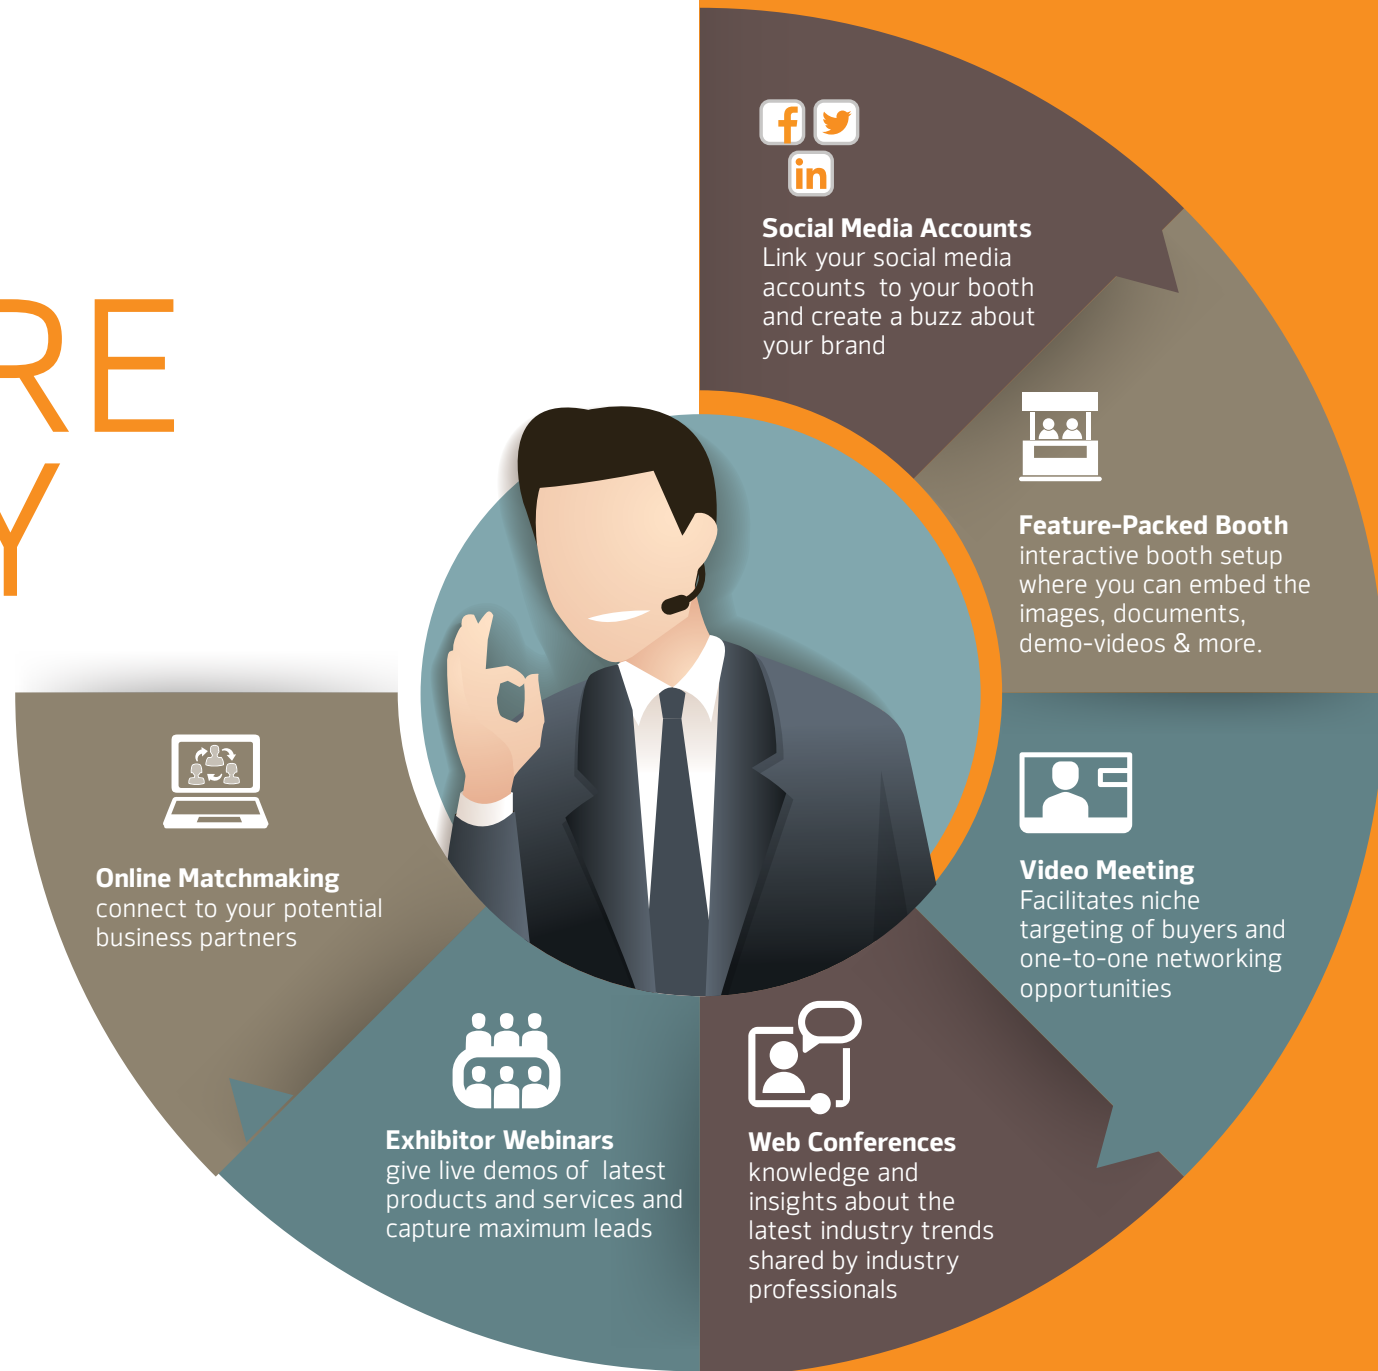 RE
Y
Social Media Accounts
Link your social media
accounts to your booth
and create a buzz about
your brand
Feature-Packed Booth
interactive booth setup
where you can embed the
images, documents,
demo-videos & more.
Video Meeting
Facilitates niche
targeting of buyers and
one-to-one networking
opportunities
Web Conferences
knowledge and
insights about the
latest industry trends
shared by industry
professionals
Exhibitor Webinars
give live demos of latest
products and services and
capture maximum leads
Online Matchmaking
connect to your potential
business partners